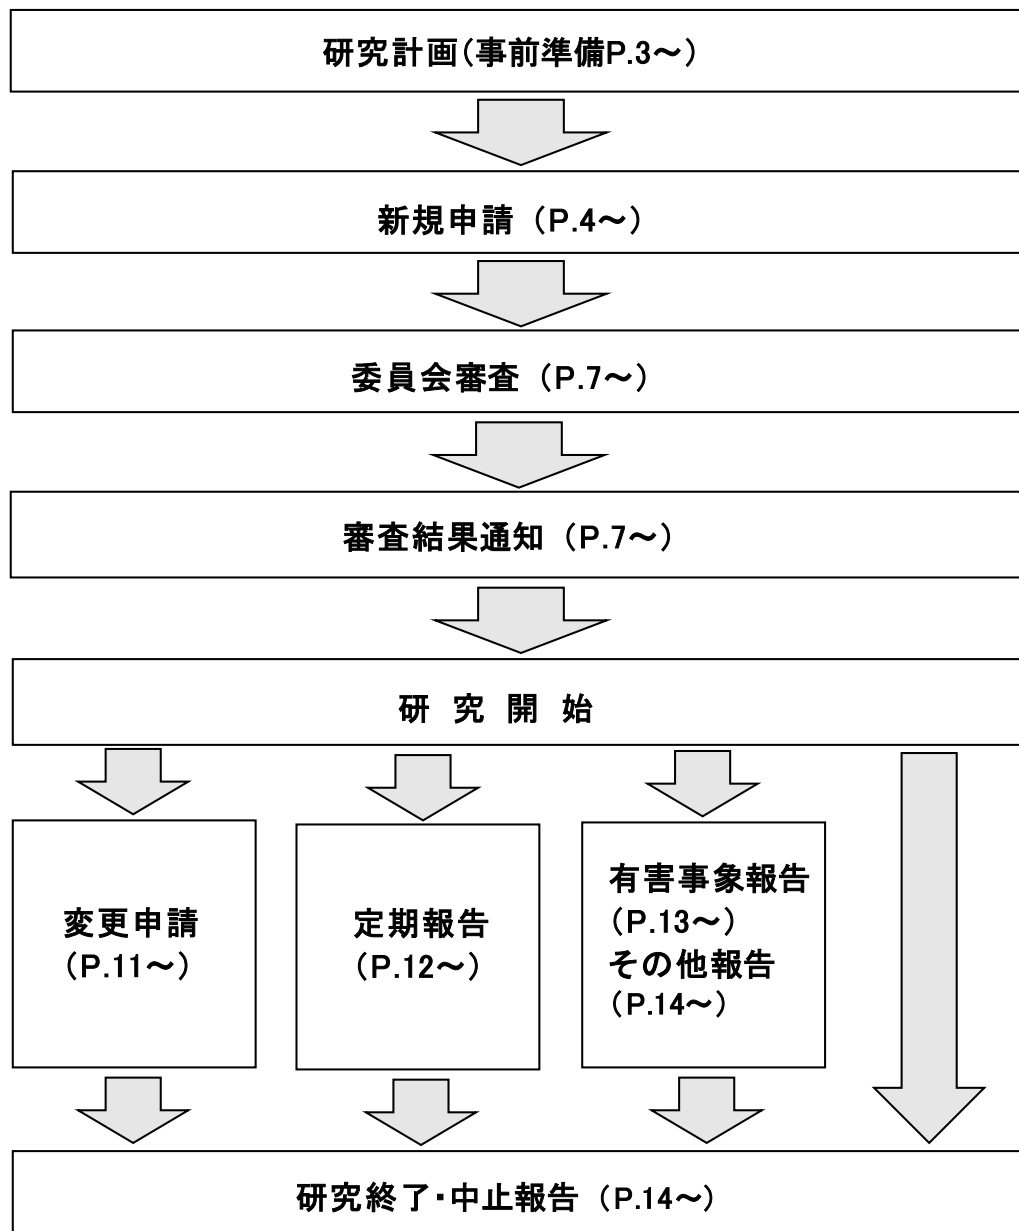 研究計画(事前準備P.3～)
新規申請（P.4～）
委員会審査（P.7～）
審査結果通知（P.7～）
研 究 開 始
変更申請
（P.11～）
定期報告
（P.12～）
有害事象報告
（P.13～）
その他報告
（P.14～）
研究終了・中止報告（P.14～）